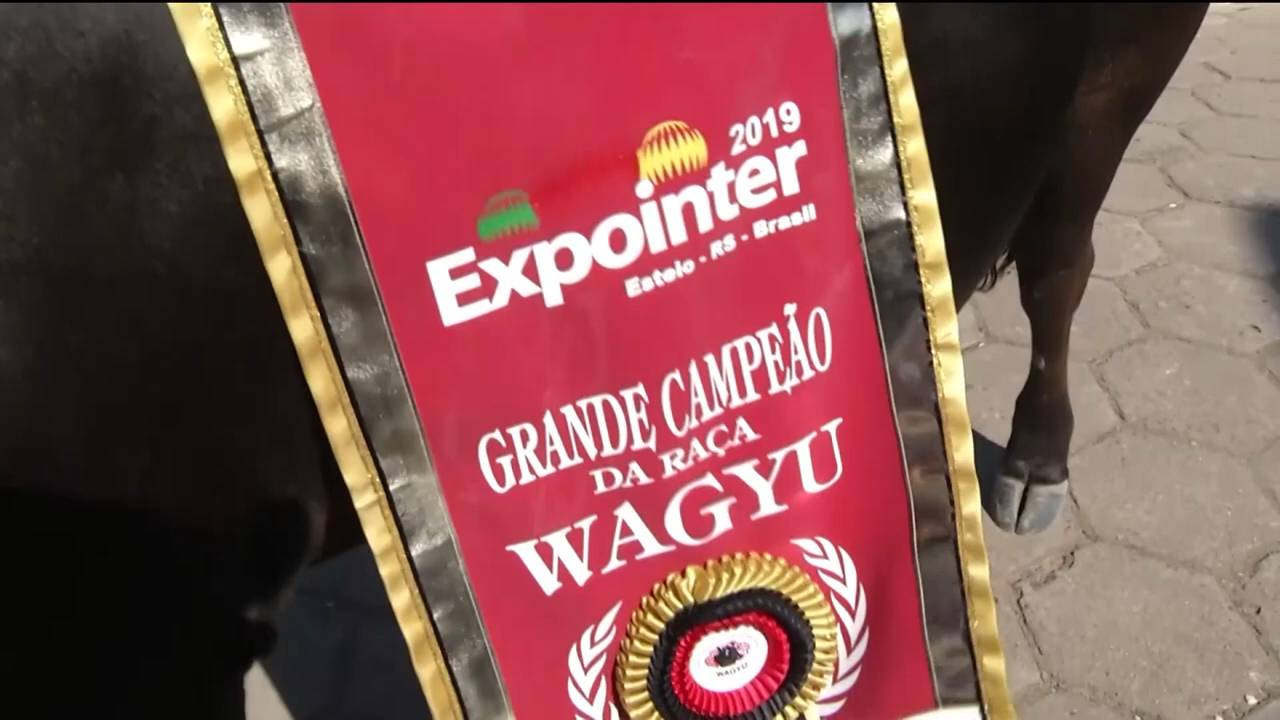 2019
Expointer
Esteio - RS - Brasil
GRANDE CAMPEÃO
DA RAÇA
WAGYU
WAGYU